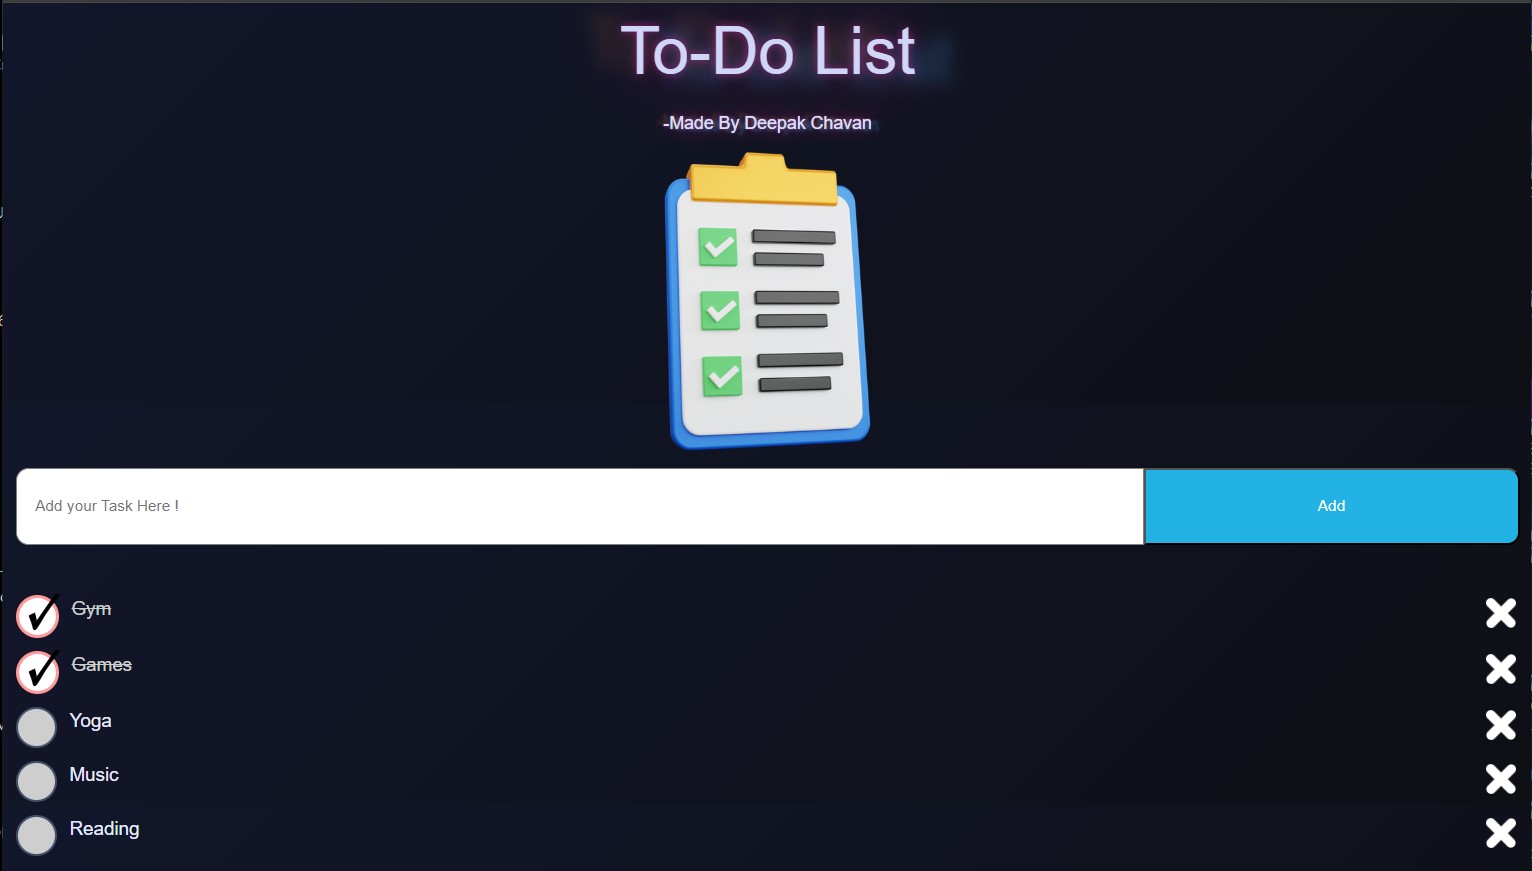 To-Do List
-Made By Deepak Chavan
Add your Task Here !
Add
Gym
Games
Yoga
Music
Reading